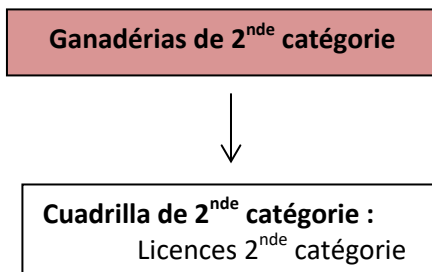 Ganadérias de 2nde catégorie
Cuadrilla de 2nde catégorie :
Licences 2nde catégorie